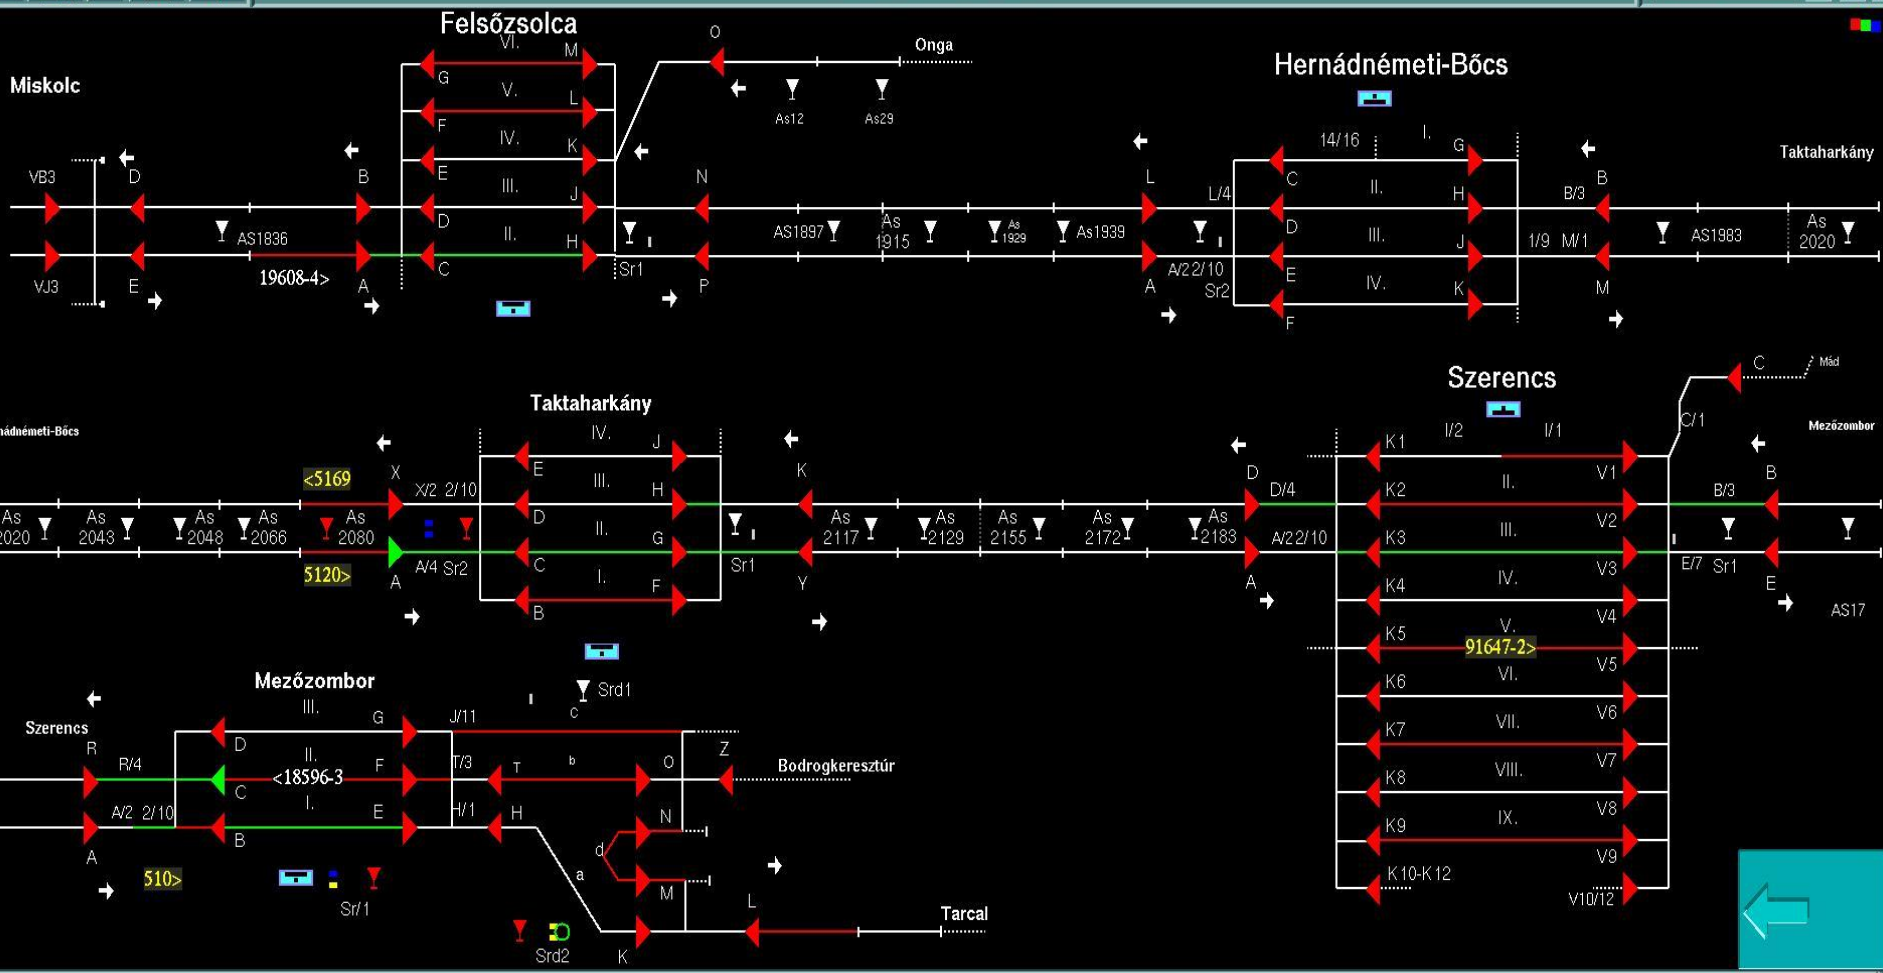 Felsőzsolca
VI.
M
O
Onga
Hernádnémeti-Bőcs
Miskolc
G
V.
L
As12
As29
F
IV.
K
14/16
I.
G
Taktaharkány
VB3
D
B
E
III.
J
N
L
L/4
C
II.
H
B/3
B
AS1836
D
II.
H
AS1897
As
1915
As
1929
As1939
D
III.
J
1/9
M/1
AS1983
As
2020
VJ3
E
19608-4>
A
C
Sr1
P
A
A/2 2/10
Sr2
E
IV.
K
M
F
Szerencs
C
Mád
Taktaharkány
nádnémeti-Bőcs
IV.
J
K1
I/2
I/1
C/1
Mezőzombor
<5169
X
X/2
2/10
E
III.
H
K
D
D/4
K2
II.
V1
B/3
B
As
2020
As
2043
As
2048
As
2066
As
2080
D
II.
G
As
2117
As
2129
As
2155
As
2172
As
2183
A/2 2/10
K3
III.
V2
5120>
A
A/4
Sr2
C
I.
F
Sr1
Y
A
K4
IV.
V3
E/7
Sr1
E
B
K5
V.
V4
AS17
91647-2>
K6
VI.
V5
Mezőzombor
Srd1
III.
G
J/11
c
K7
VII.
V6
Szerencs
R
R/4
D
II.
F
T/3
T
b
O
Z
Bodrogkeresztúr
K8
VIII.
V7
<18596-3
C
I.
E
A/2
2/10
H/1
H
N
K9
IX.
V8
A
B
d
V9
510>
Sr/1
a
M
K10-K12
V10/12
L
Tarcal
Srd2
K